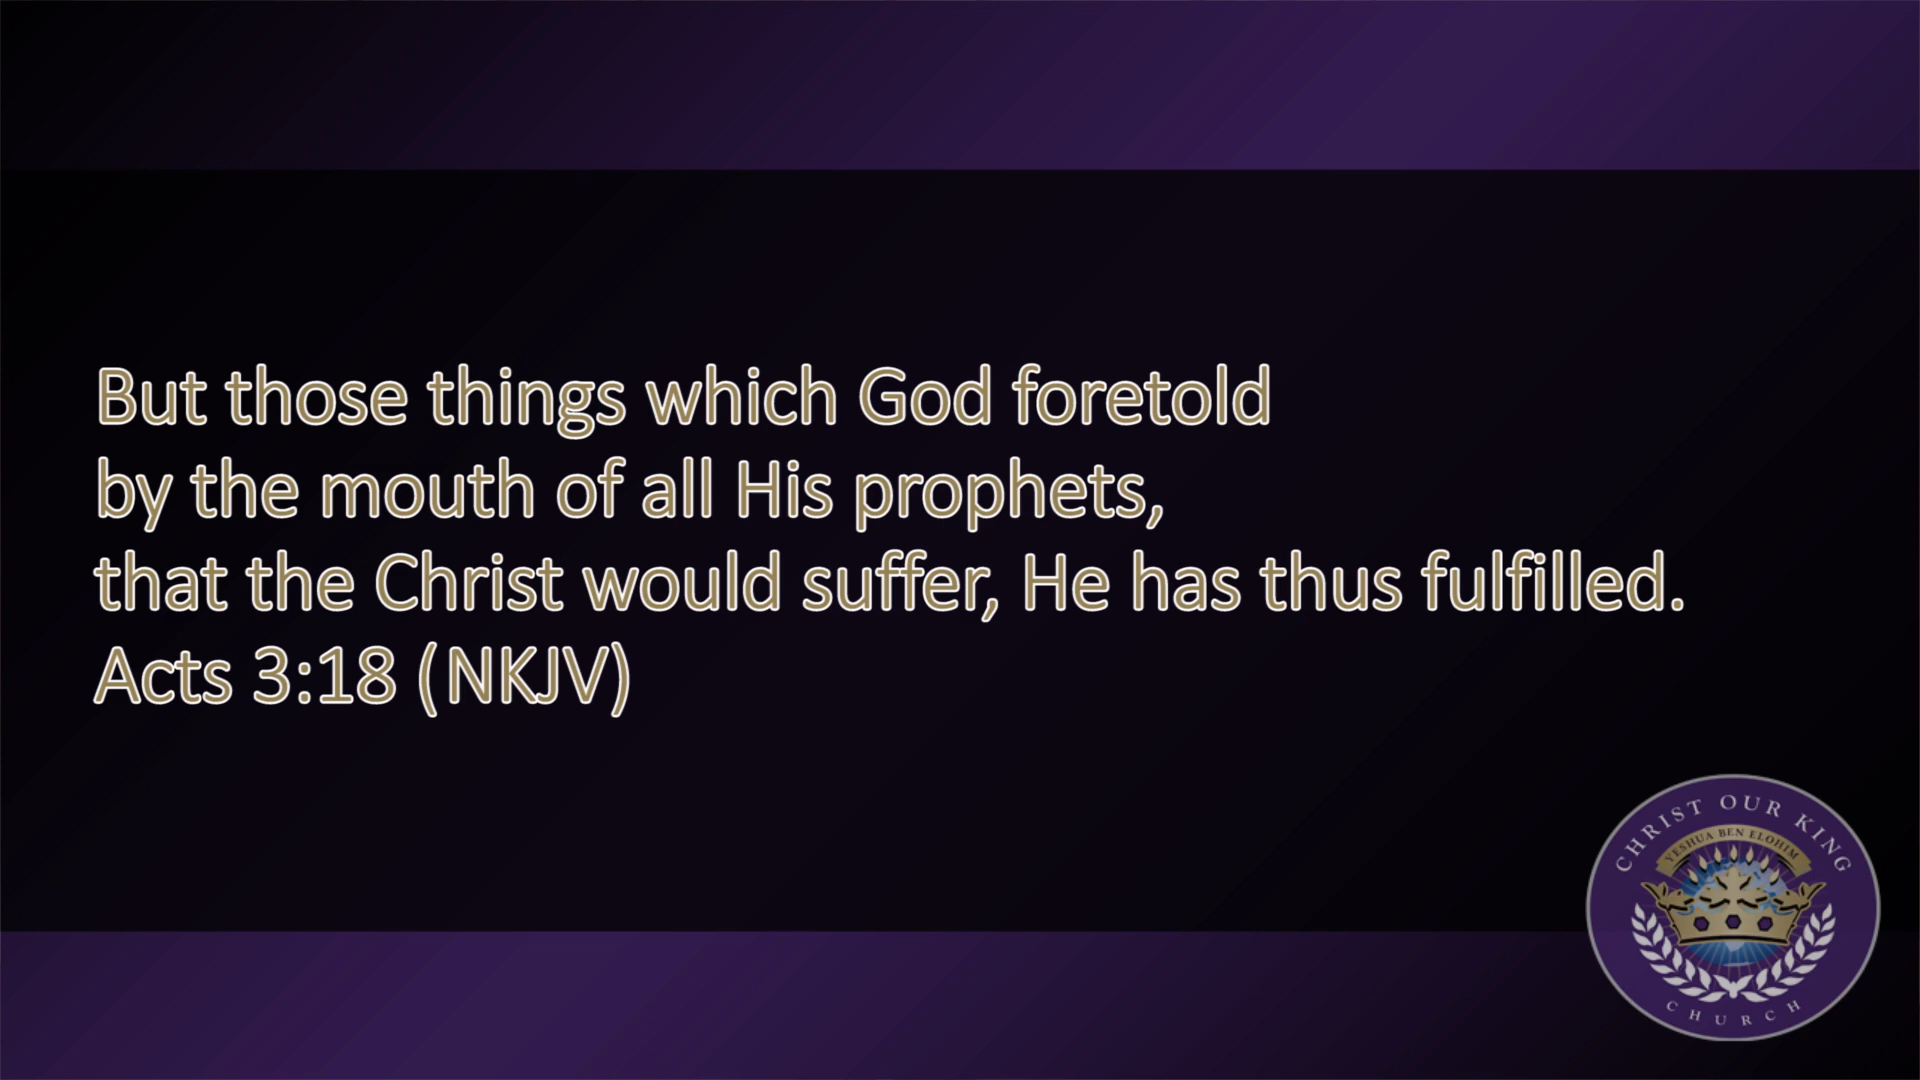 But those things which God foretold
by the mouth of all His prophets,
that the Christ would suffer, He has thus fulfilled.
Acts 3:18 (NKJV)
CHRIST OUR KING
YESHUA BEN ELOHIM
CHURCH